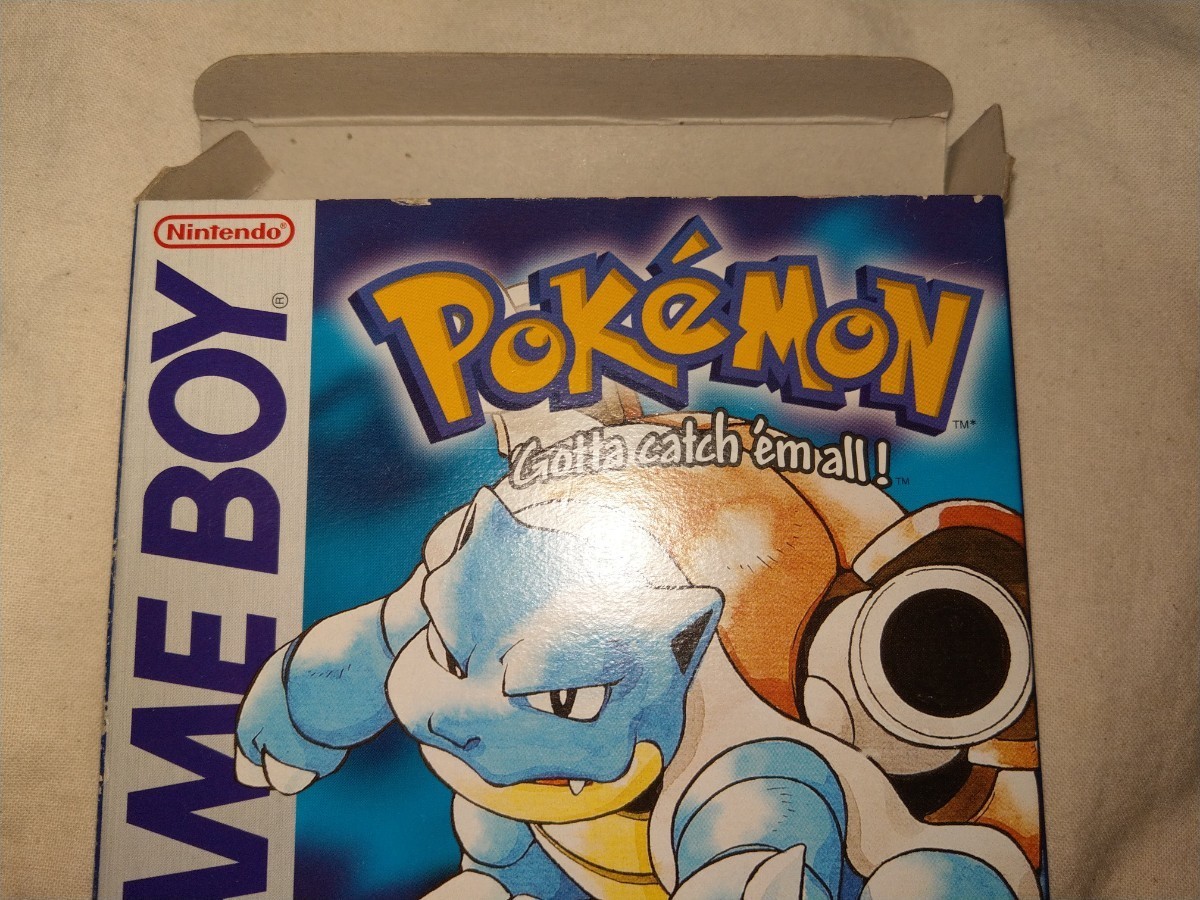 Nintendo®
GAME BOY®
POKéMON
TM*
Gotta catch 'em all!
TM